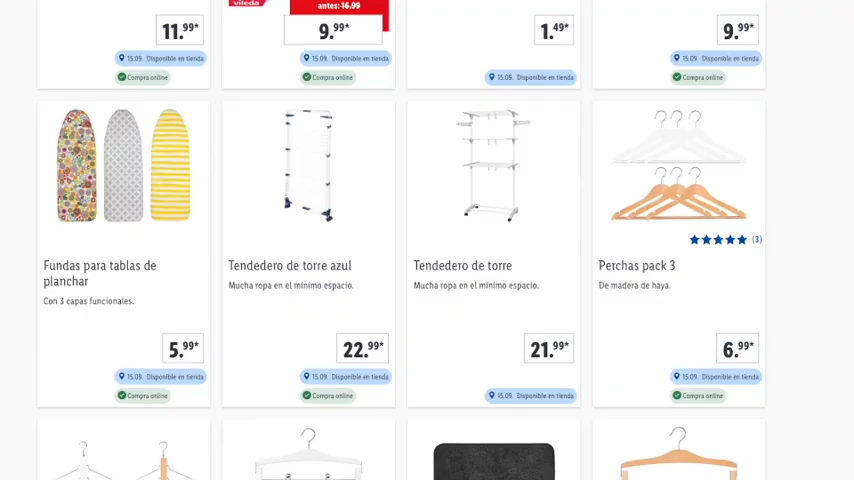 vileda
antes: 16.99
11.99*
9.99*
1.49*
9.99*
15.09. Disponible en tienda
15.09. Disponible en tienda
15.09. Disponible en tienda
15.09. Disponible en tienda
Compra online
Compra online
Compra online
(3)
Fundas para tablas de
planchar
Con 3 capas funcionales.
Tendedero de torre azul
Mucha ropa en el mínimo espacio.
Tendedero de torre
Mucha ropa en el mínimo espacio.
Perchas pack 3
De madera de haya.
5.99*
22.99*
21.99*
6.99*
15.09. Disponible en tienda
15.09. Disponible en tienda
15.09. Disponible en tienda
15.09. Disponible en tienda
Compra online
Compra online
Compra online